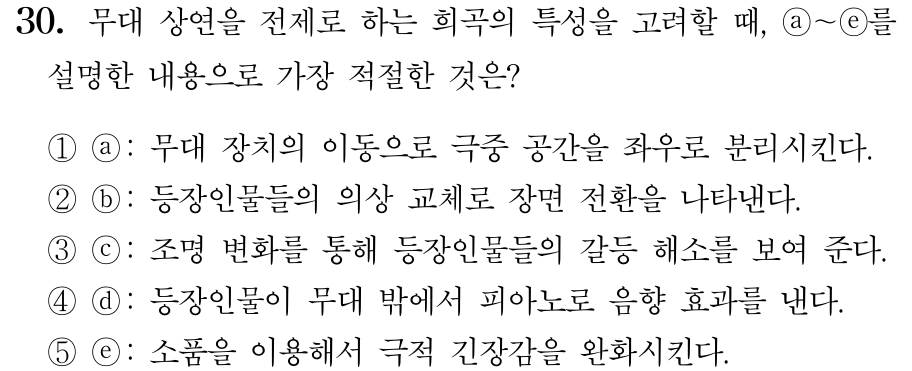 30. 무대 상연을 전제로 하는 희곡의 특성을 고려할 때, ⓐ~ⓔ를
설명한 내용으로 가장 적절한 것은?
① ⓐ: 무대 장치의 이동으로 극중 공간을 좌우로 분리시킨다.
② ⓑ: 등장인물들의 의상 교체로 장면 전환을 나타낸다.
③ ⓒ: 조명 변화를 통해 등장인물들의 갈등 해소를 보여 준다.
④ ⓓ: 등장인물이 무대 밖에서 피아노로 음향 효과를 낸다.
⑤ ⓔ: 소품을 이용해서 극적 긴장감을 완화시킨다.